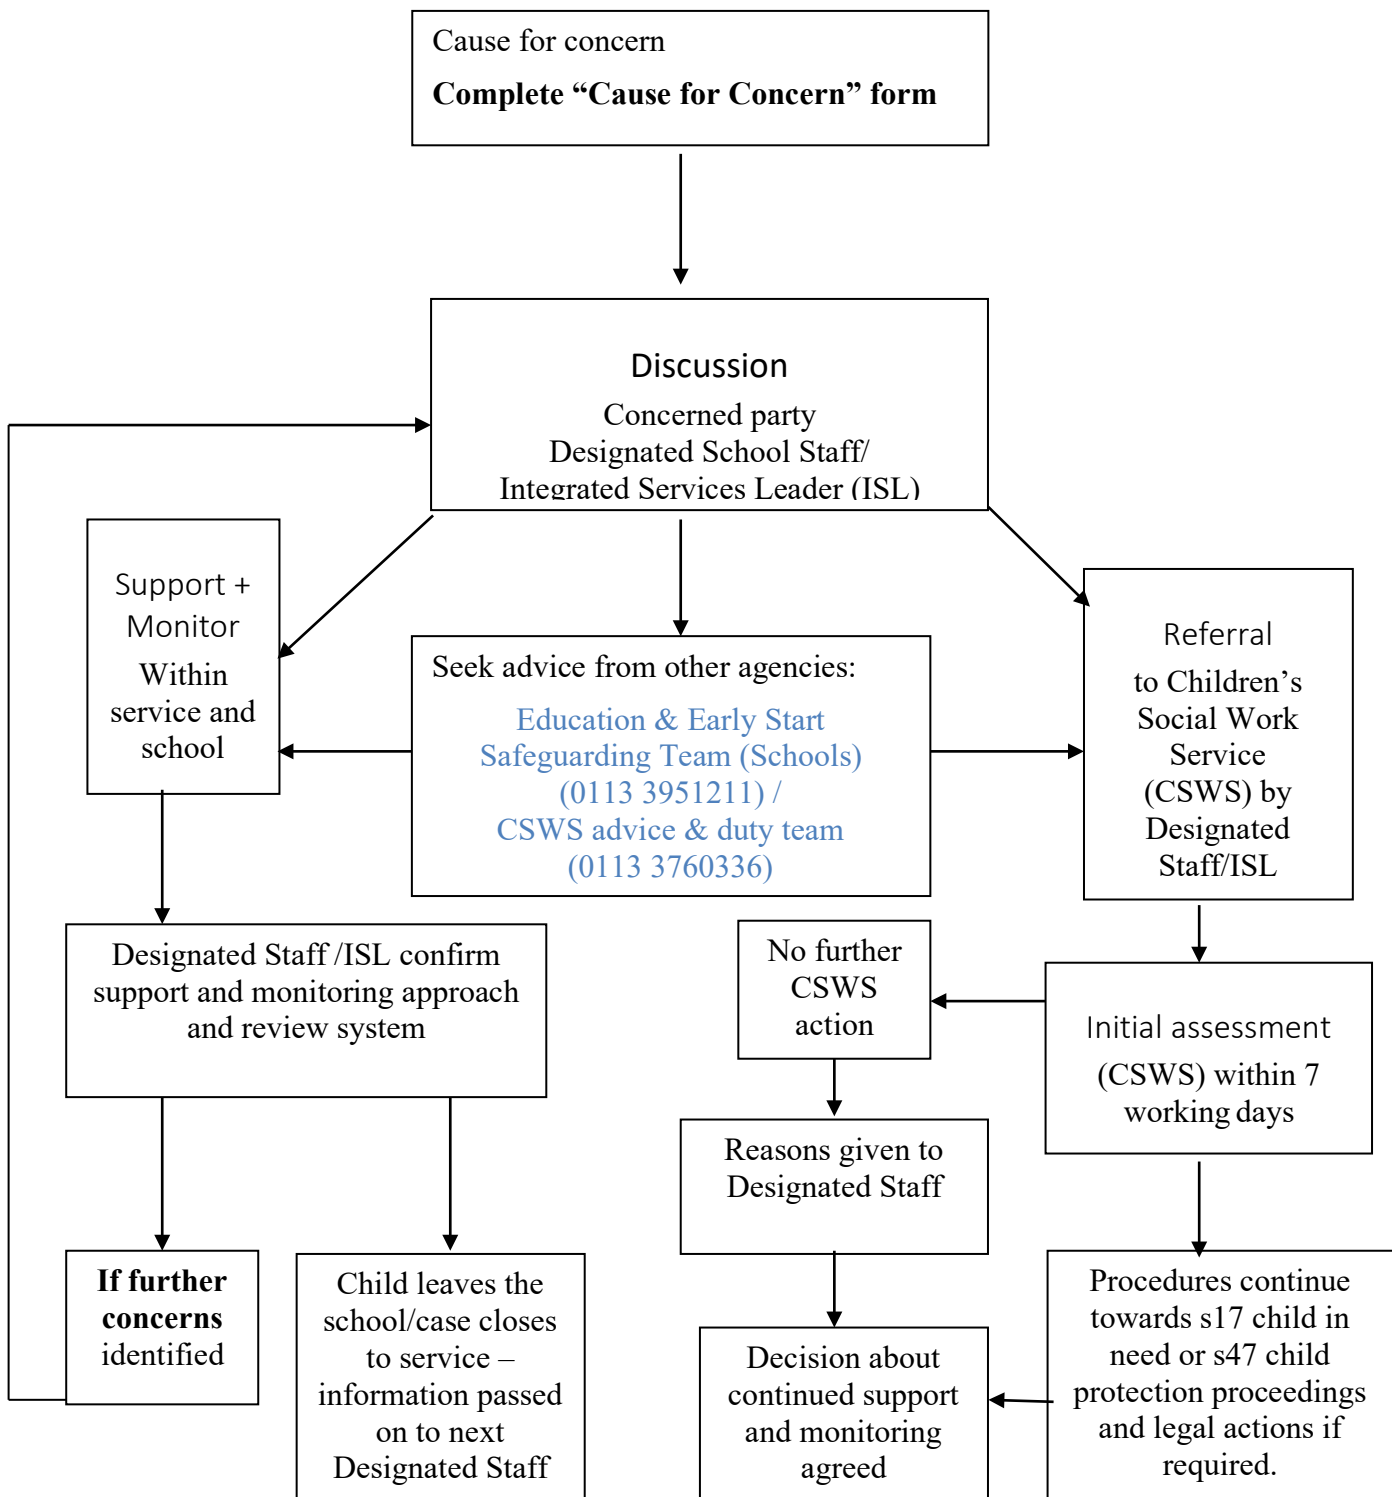 Cause for concern
Complete “Cause for Concern” form
Discussion
Concerned party
Designated School Staff/
Integrated Services Leader (ISL)
Support +
Monitor
Within
service and
school
Seek advice from other agencies:
Education & Early Start
Safeguarding Team (Schools)
(0113 3951211) /
CSWS advice & duty team
(0113 3760336)
Referral
to Children’s
Social Work
Service
(CSWS) by
Designated
Staff/ISL
Designated Staff /ISL confirm
support and monitoring approach
and review system
No further
CSWS
action
Initial assessment
(CSWS) within 7
working days
Reasons given to
Designated Staff
If further
concerns
identified
Child leaves the
school/case closes
to service –
information passed
on to next
Designated Staff
Decision about
continued support
and monitoring
agreed
Procedures continue
towards s17 child in
need or s47 child
protection proceedings
and legal actions if
required.